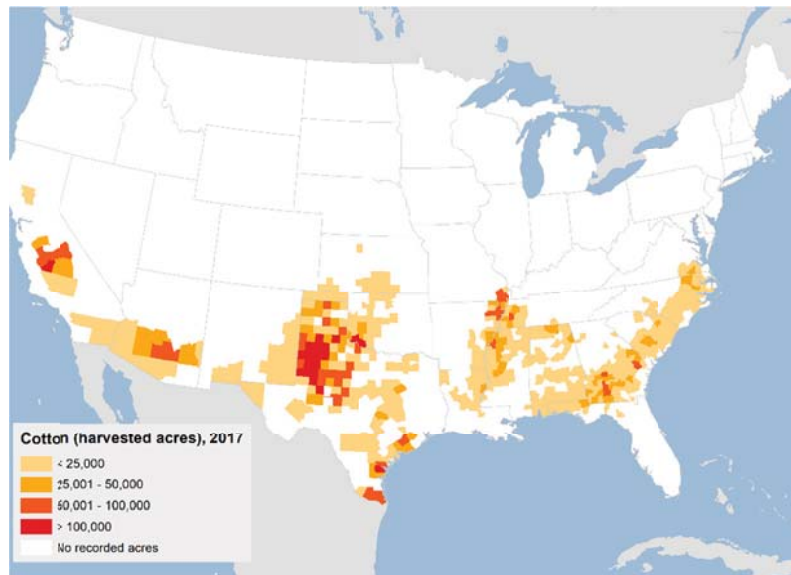 Cotton (harvested acres), 2017
< 25,000
25,001 - 50,000
50,001 - 100,000
> 100,000
No recorded acres